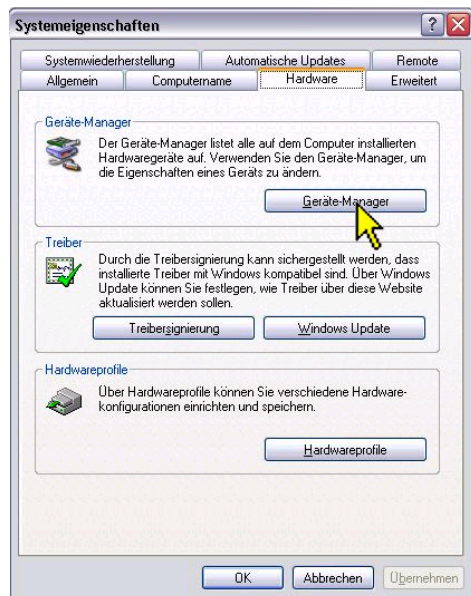 Systemeigenschaften
Systemwiederherstellung Automatische Updates Remote
Allgemein Computername Hardware Erweitert
Geräte-Manager
Der Geräte-Manager listet alle auf dem Computer installierten
Hardwaregeräte auf. Verwenden Sie den Geräte-Manager, um
die Eigenschaften eines Geräts zu ändern.
Geräte-Manager
Treiber
Durch die Treibersignierung kann sichergestellt werden, dass
installierte Treiber mit Windows kompatibel sind. Über Windows
Update können Sie festlegen, wie Treiber über diese Website
aktualisiert werden sollen.
Treibersignierung Windows Update
Hardwareprofile
Über Hardwareprofile können Sie verschiedene Hardware-
konfigurationen einrichten und speichern.
Hardwareprofile
OK Abbrechen Übernehmen